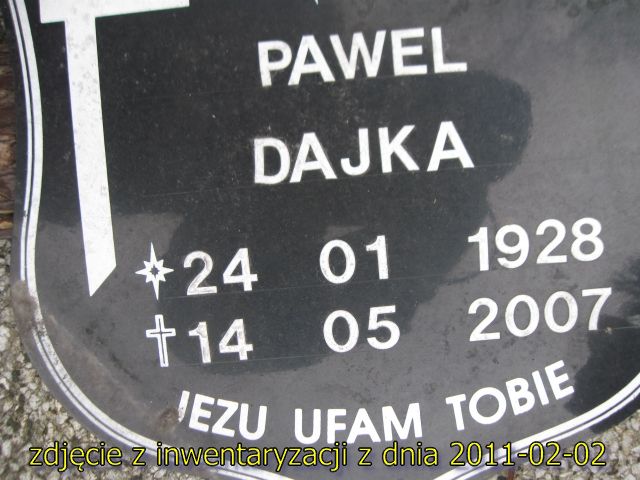 PAWEL
DAJKA
24 01 1928
14 05 2007
JEZU UFAM TOBIE
zdjęcie z inwentaryzacji z dnia 2011-02-02